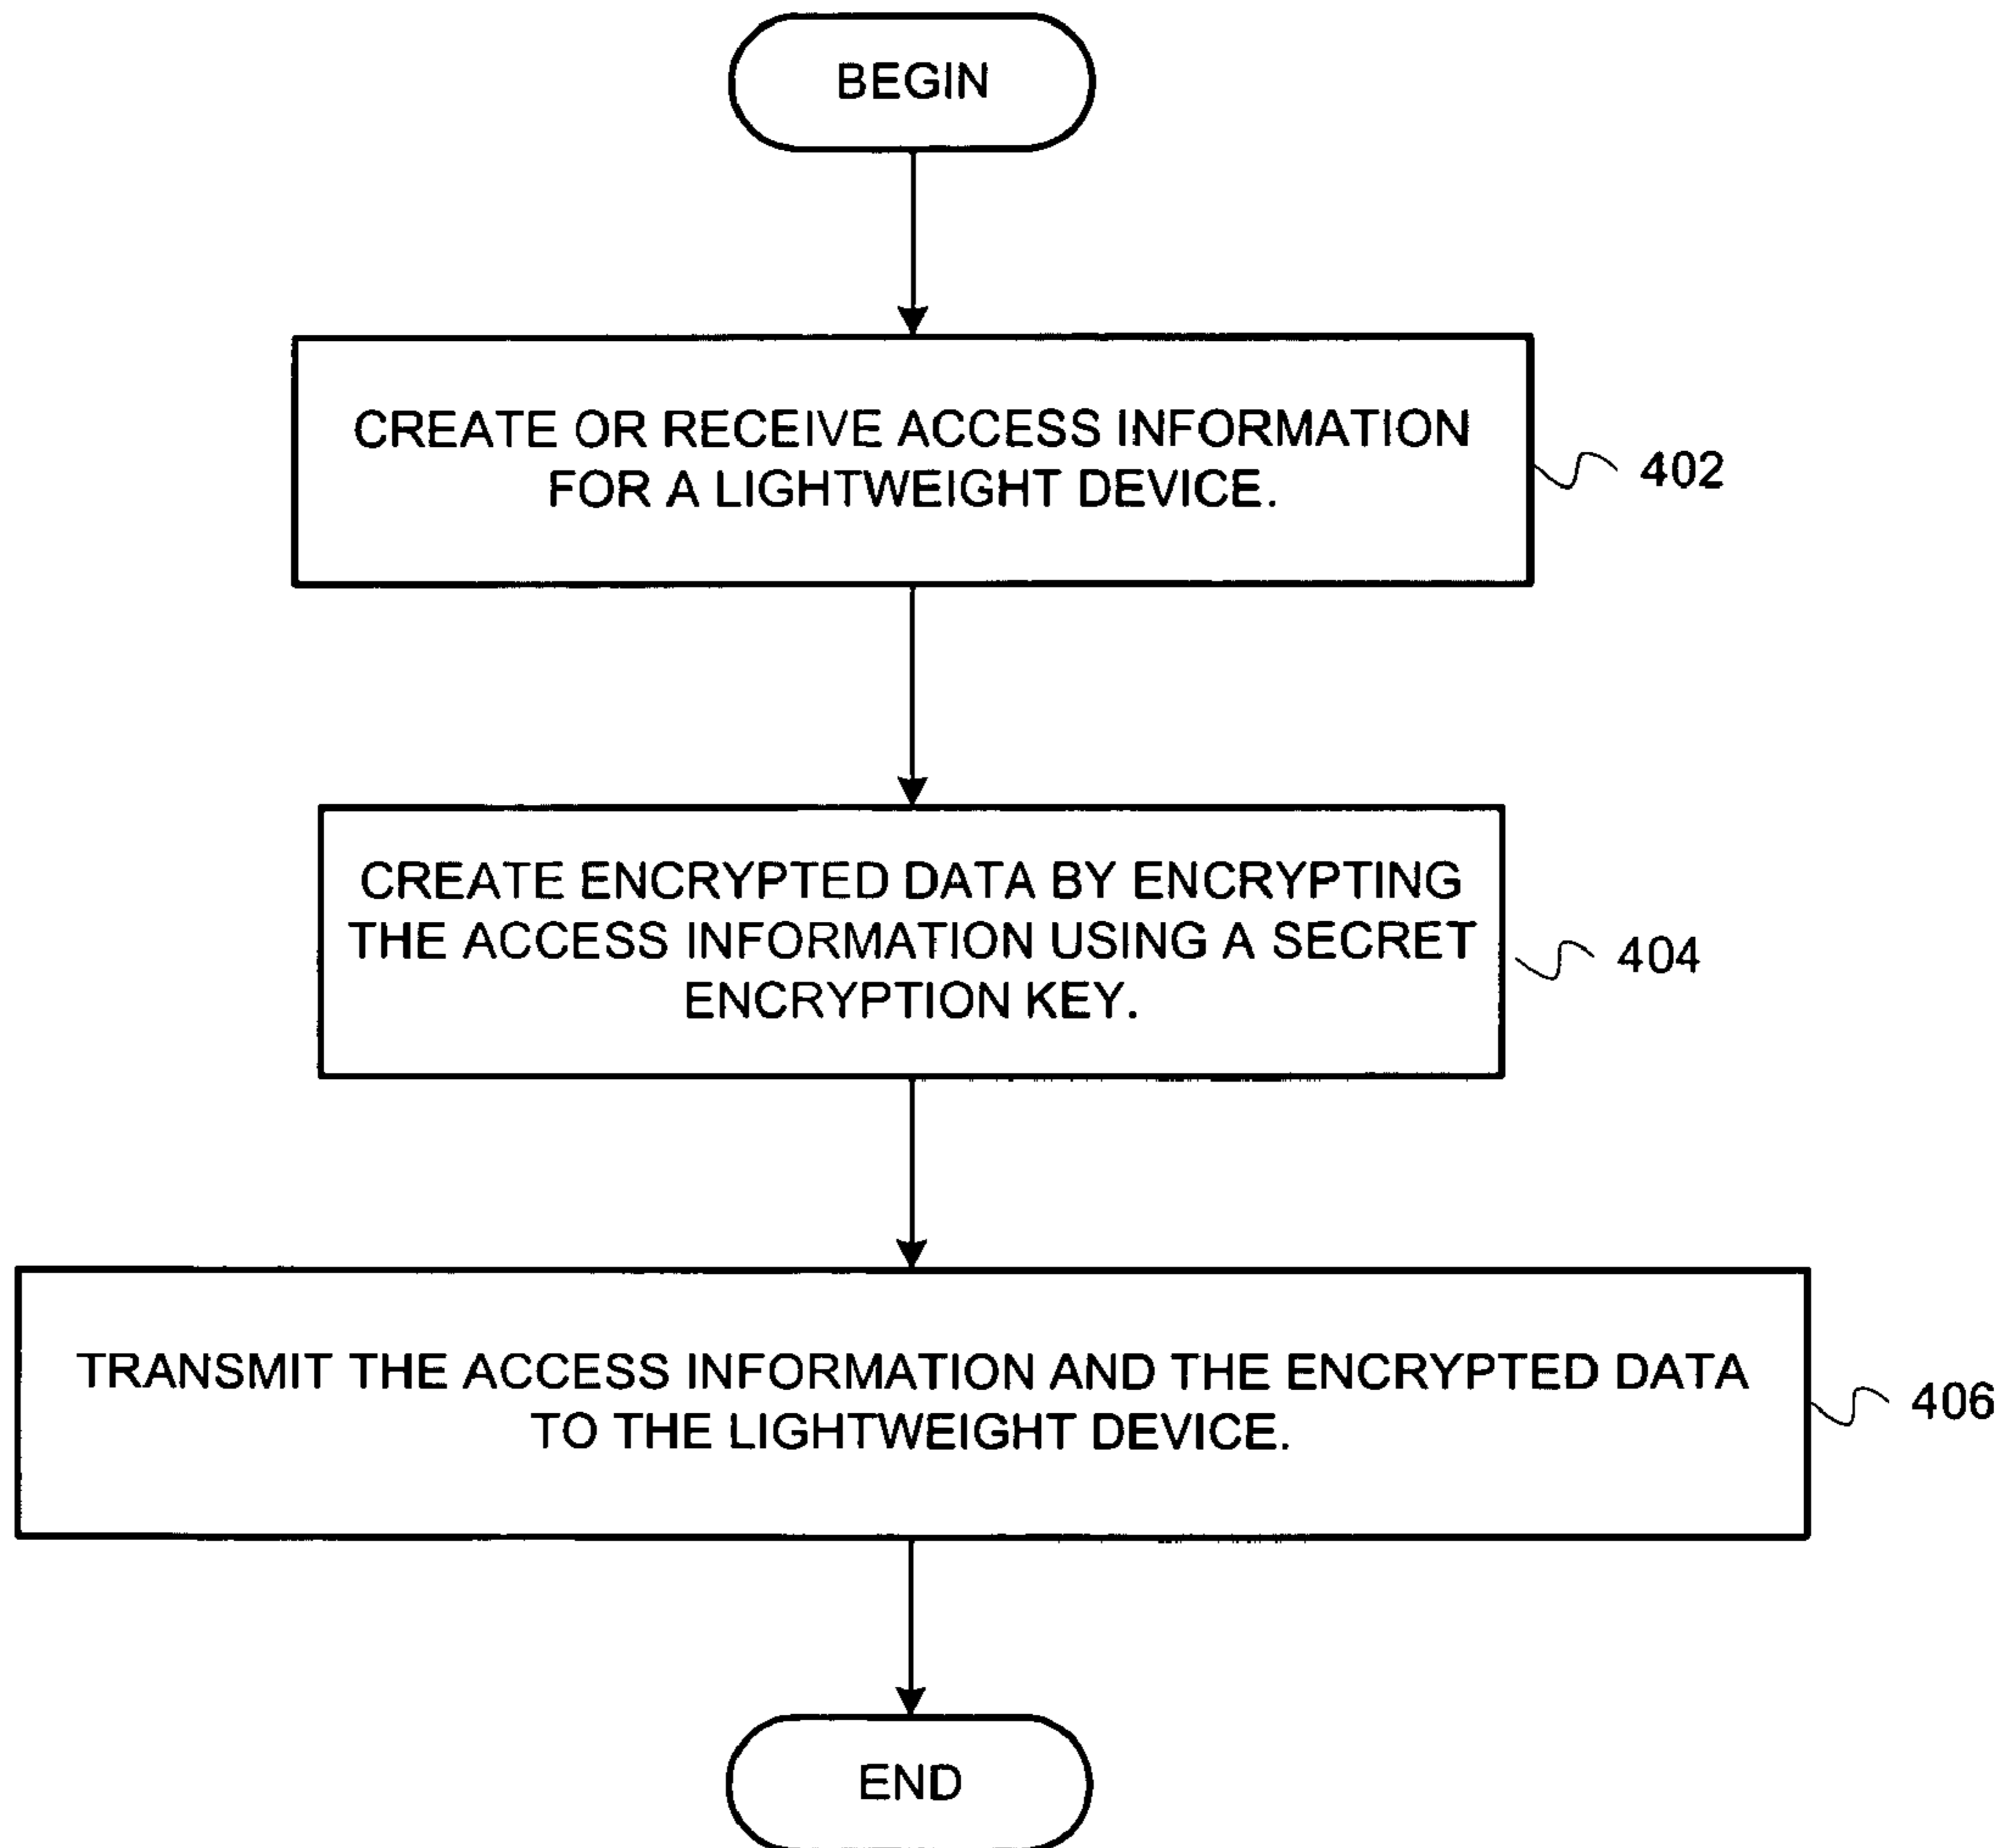 BEGIN
CREATE OR RECEIVE ACCESS INFORMATION
FOR A LIGHTWEIGHT DEVICE.
402
CREATE ENCRYPTED DATA BY ENCRYPTING
THE ACCESS INFORMATION USING A SECRET
ENCRYPTION KEY.
404
TRANSMIT THE ACCESS INFORMATION AND THE ENCRYPTED DATA
TO THE LIGHTWEIGHT DEVICE.
406
END